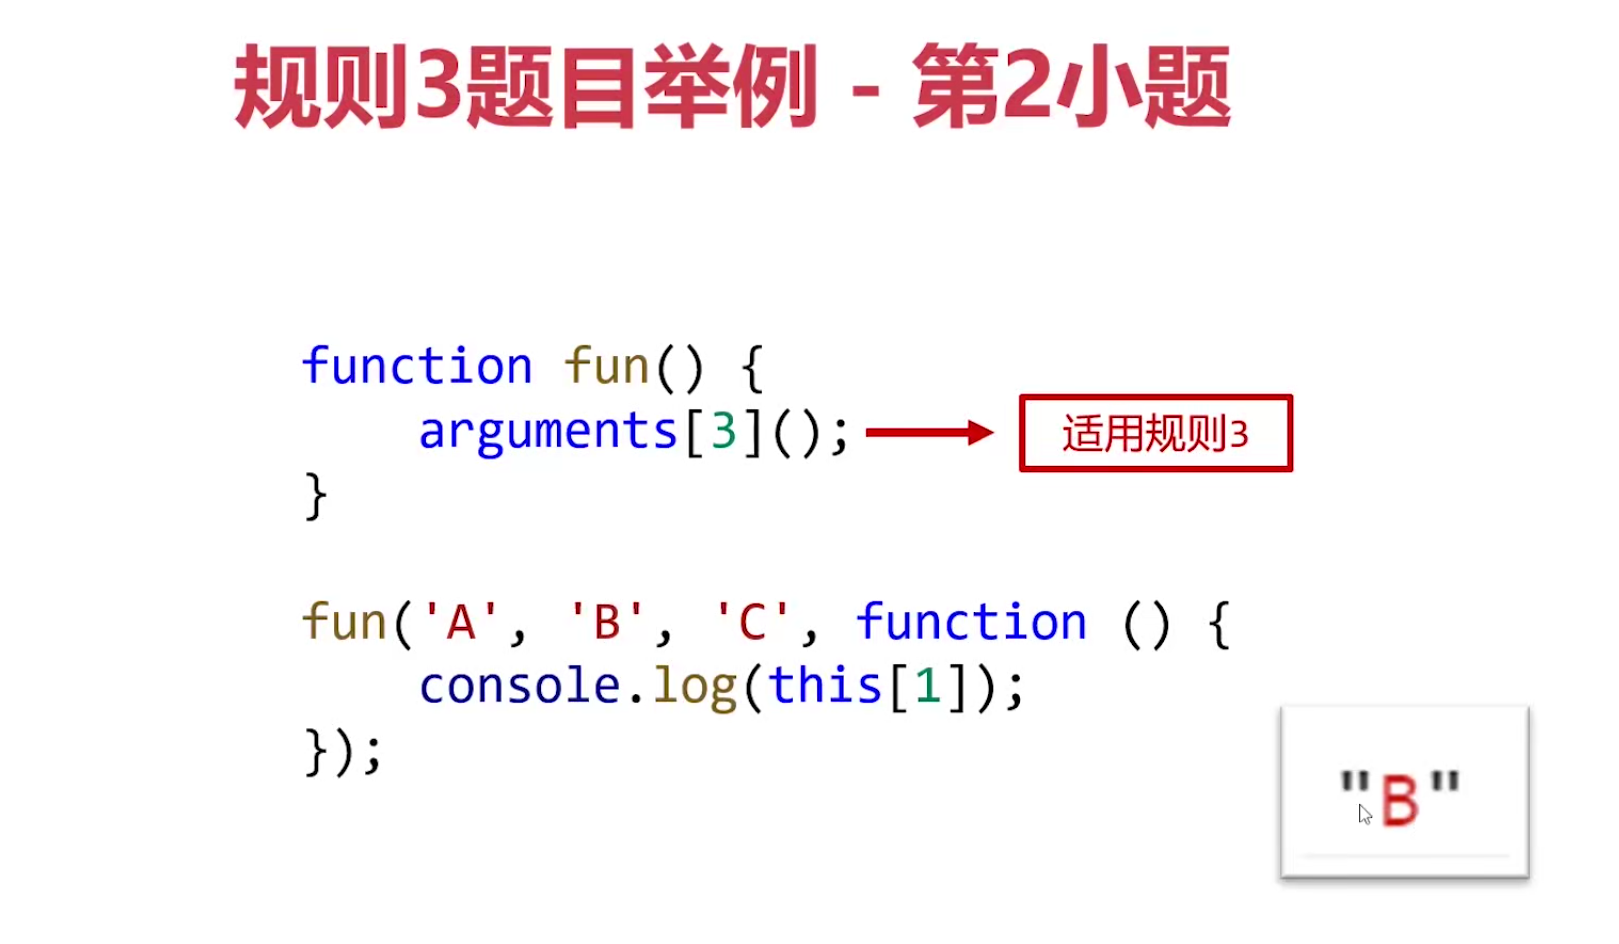 规则3题目举例 - 第2小题
function fun() {
    arguments[3]();
适用规则3
}
fun('A', 'B', 'C', function () {
    console.log(this[1]);
});
"B"